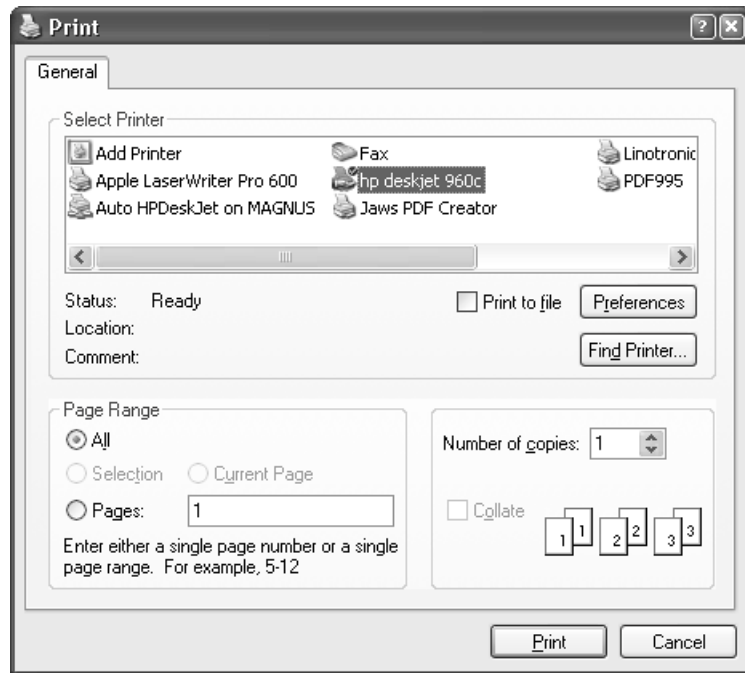 Print
General
Select Printer
Add Printer Fax Linotronic
Apple LaserWriter Pro 600 hp deskjet 960c PDF995
Auto HPDeskJet on MAGNUS Jaws PDF Creator
Status: Ready Print to file Preferences
Location:
Comment: Find Printer...
Page Range
All
Number of copies: 1
Selection Current Page
Pages: 1
Collate 1 1 2 2 3 3
Enter either a single page number or a single
page range. For example, 5-12
Print Cancel